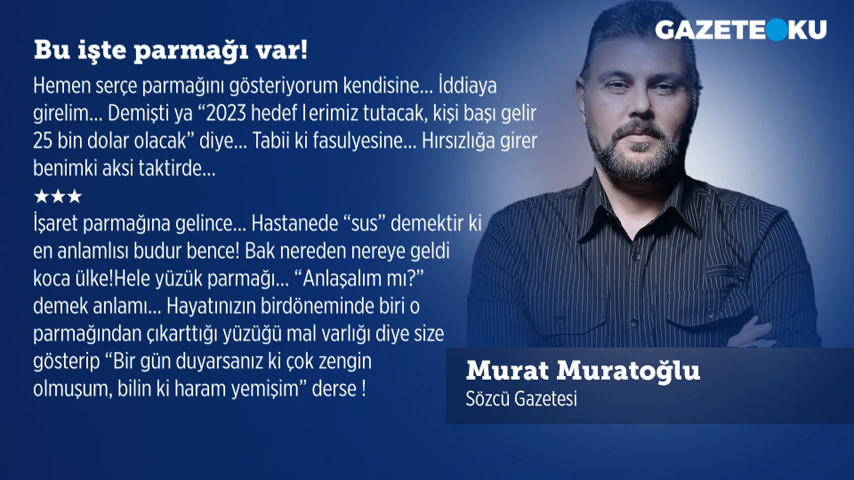 GAZETEOKU
Bu işte parmağı var!
Hemen serçe parmağını gösteriyorum kendisine... İddiaya
girelim... Demişti ya “2023 hedef lerimiz tutacak, kişi başı gelir
25 bin dolar olacak” diye... Tabii ki fasulyesine... Hırsızlığa girer
benimki aksi taktirde...
★★★
İşaret parmağına gelince... Hastanede “sus” demektir ki
en anlamlısı budur bence! Bak nereden nereye geldi
koca ülke!Hele yüzük parmağı... “Anlaşalım mı?”
demek anlamı... Hayatınızın birdöneminde biri o
parmağından çıkarttığı yüzüğü mal varlığı diye size
gösterip “Bir gün duyarsanız ki çok zengin
olmuşum, bilin ki haram yemişim” derse !
Murat Muratoğlu
Sözcü Gazetesi